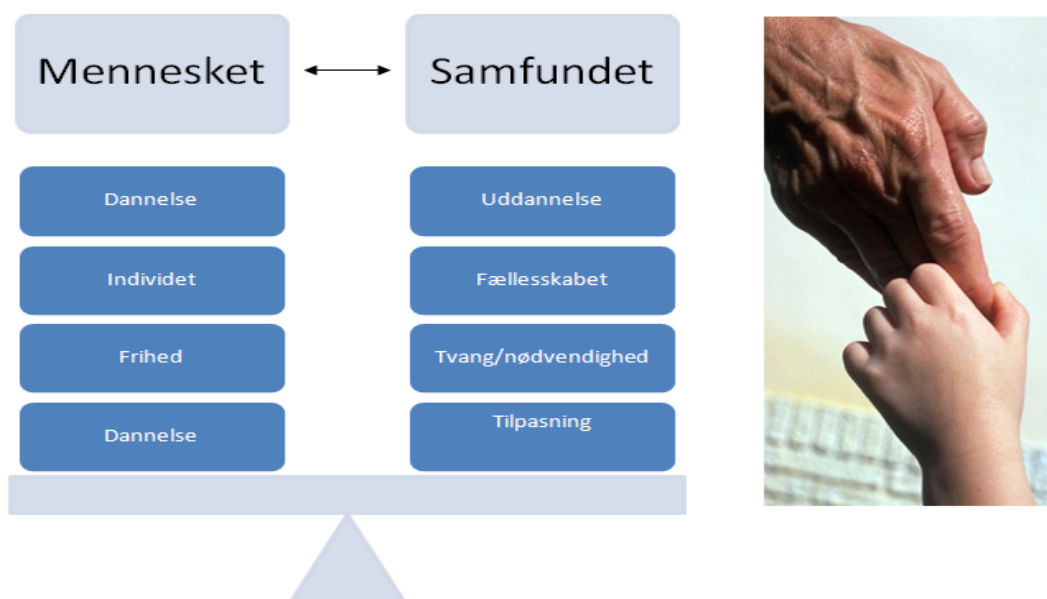 Mennesket
Samfundet
Dannelse
Uddannelse
Individet
Fællesskabet
Frihed
Tvang/nødvendighed
Dannelse
Tilpasning